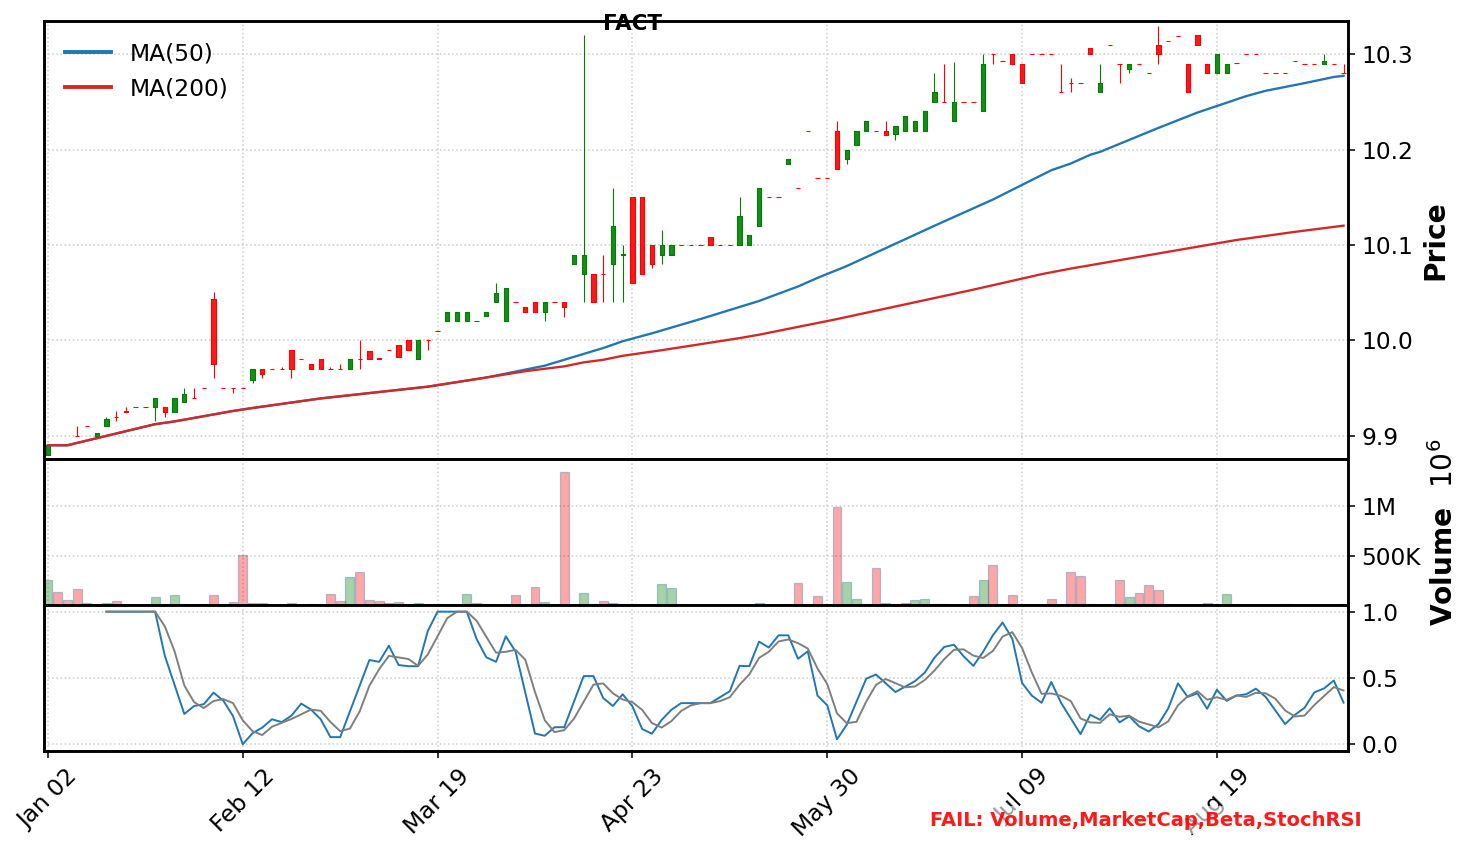 FACT
MA(50)
MA(200)
10.3
10.2
10.1
10.0
9.9
Price
1M
500K
Volume 10⁶
1.0
0.5
0.0
Jan 02
Feb 12
Mar 19
Apr 23
May 30
Jul 09
Aug 19
FAIL: Volume,MarketCap,Beta,StochRSI